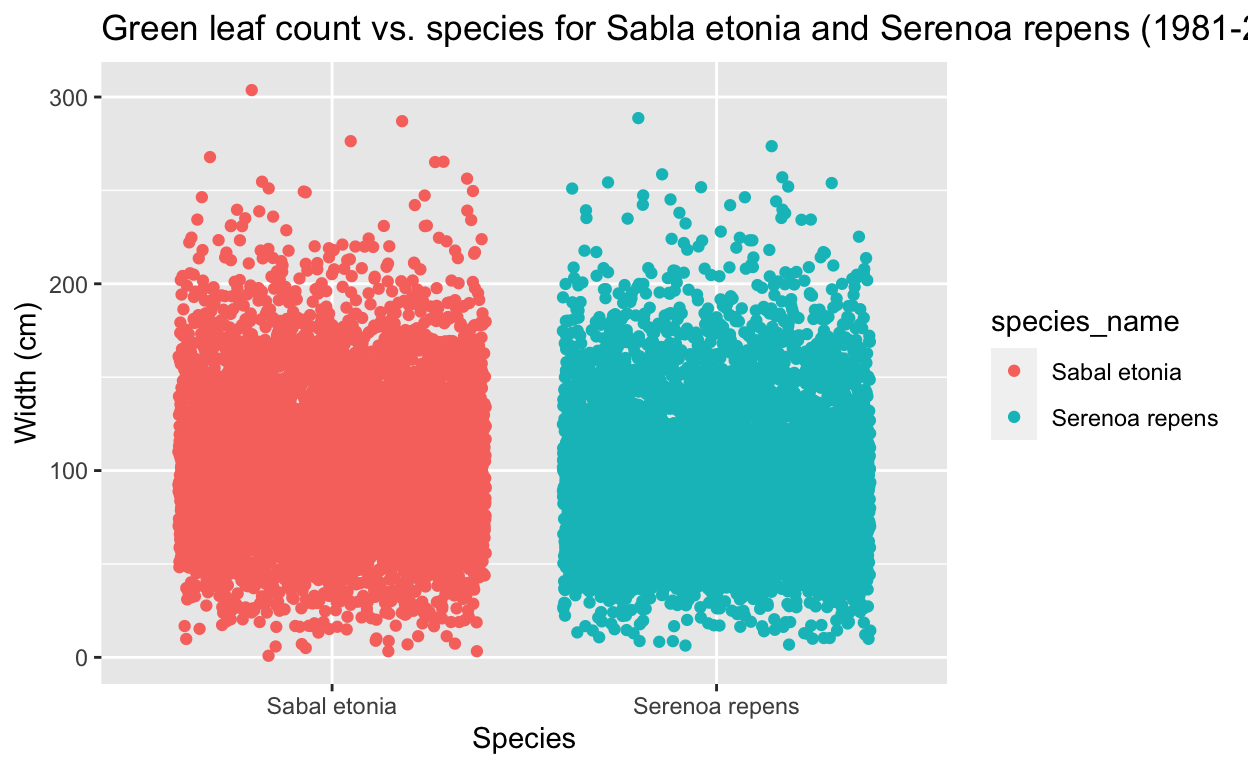 Green leaf count vs. species for Sabla etonia and Serenoa repens (1981-2
300
200
100
0
Width (cm)
Sabal etonia
Serenoa repens
Species
species_name
Sabal etonia
Serenoa repens